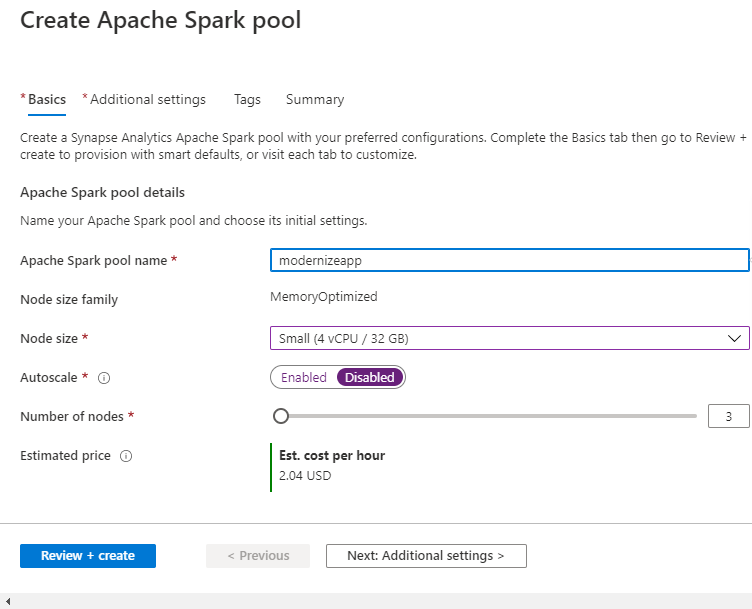 Create Apache Spark pool
* Basics * Additional settings Tags Summary
Create a Synapse Analytics Apache Spark pool with your preferred configurations. Complete the Basics tab then go to Review +
create to provision with smart defaults, or visit each tab to customize.
Apache Spark pool details
Name your Apache Spark pool and choose its initial settings.
Apache Spark pool name * modernizeapp
Node size family MemoryOptimized
Node size * Small (4 vCPU / 32 GB)
Autoscale * Enabled Disabled
Number of nodes * 3
Estimated price Est. cost per hour
2.04 USD
Review + create < Previous Next: Additional settings >